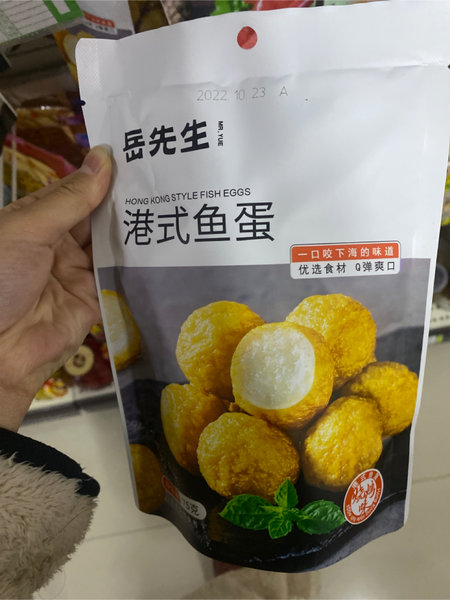 2022.10.23 A
岳先生
MR.YUE
HONG KONG STYLE FISH EGGS
港式鱼蛋
一口咬下海的味道
优选食材 Q弹爽口